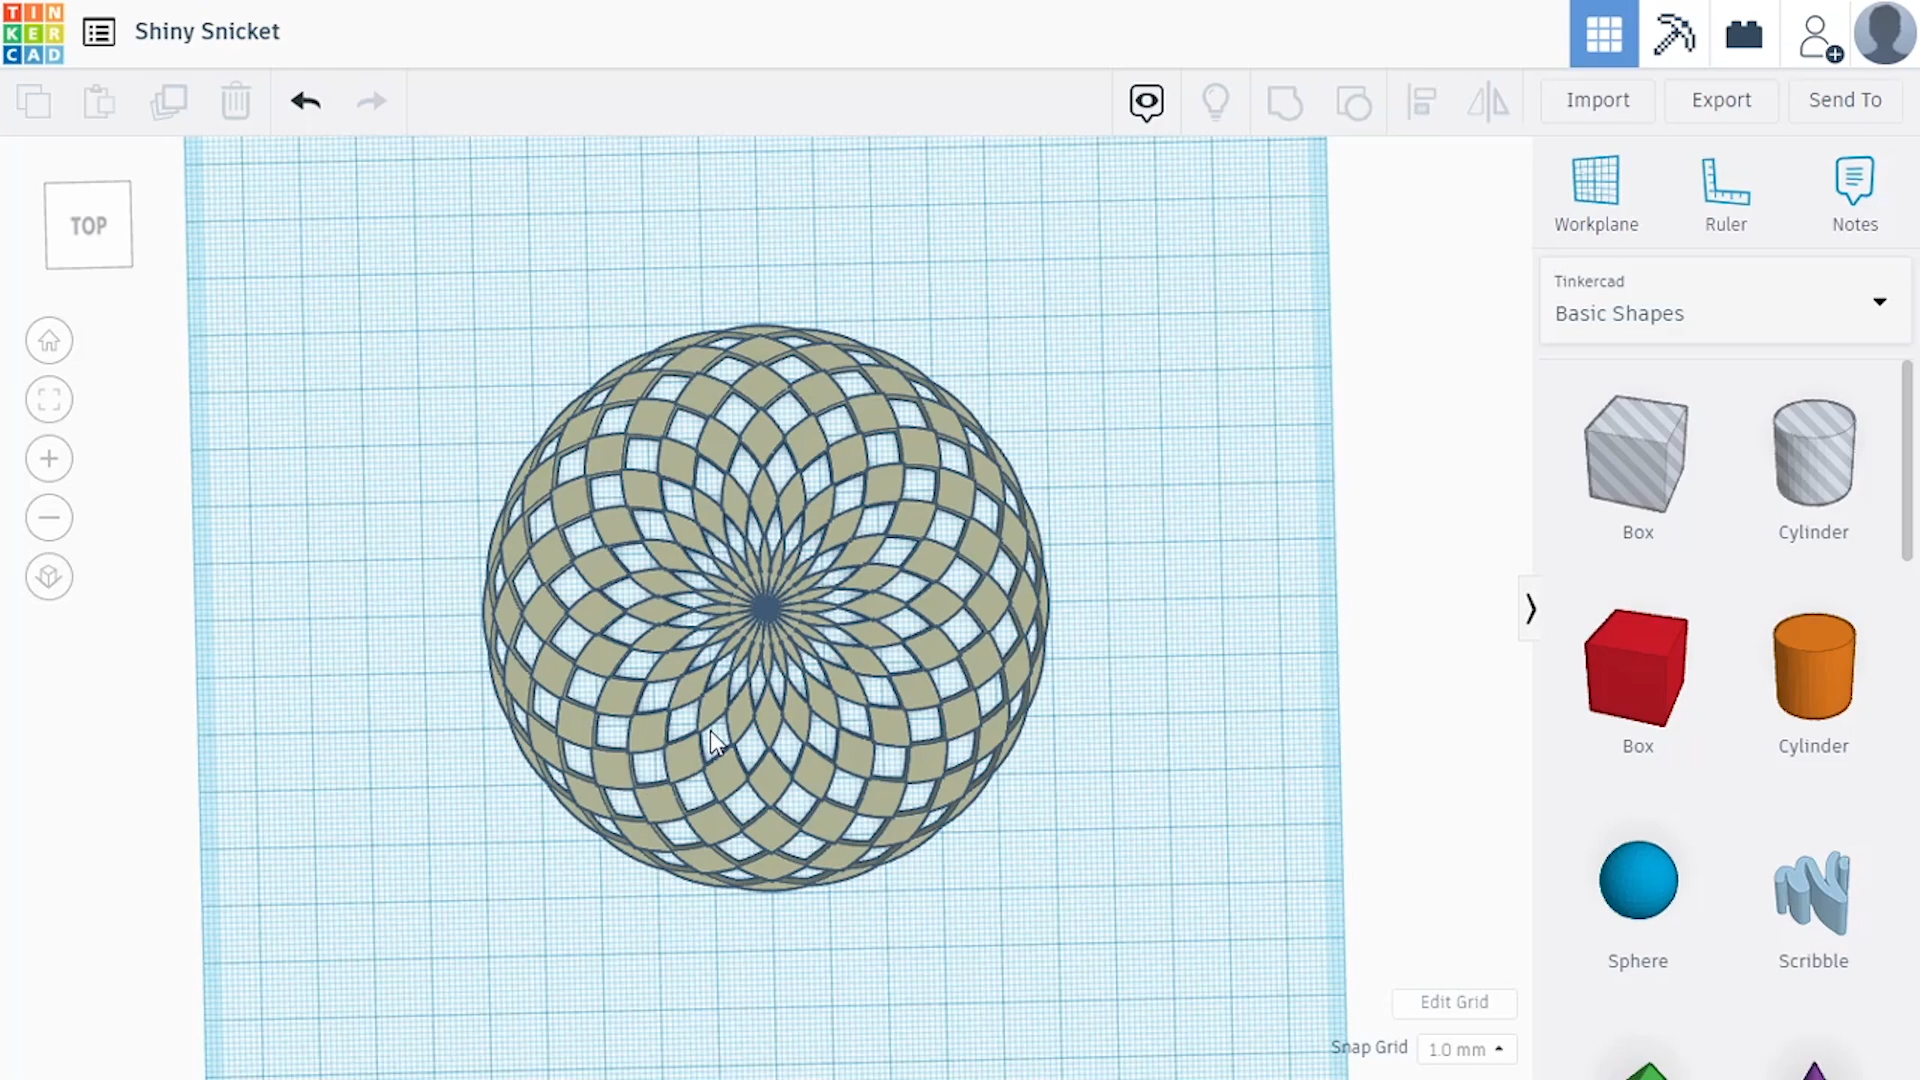 TIN
KER
CAD
Shiny Snicket
Import
Export
Send To
TOP
Workplane
Ruler
Notes
Tinkercad
Basic Shapes
Box
Cylinder
Box
Cylinder
Sphere
Scribble
Edit Grid
Snap Grid
1.0 mm